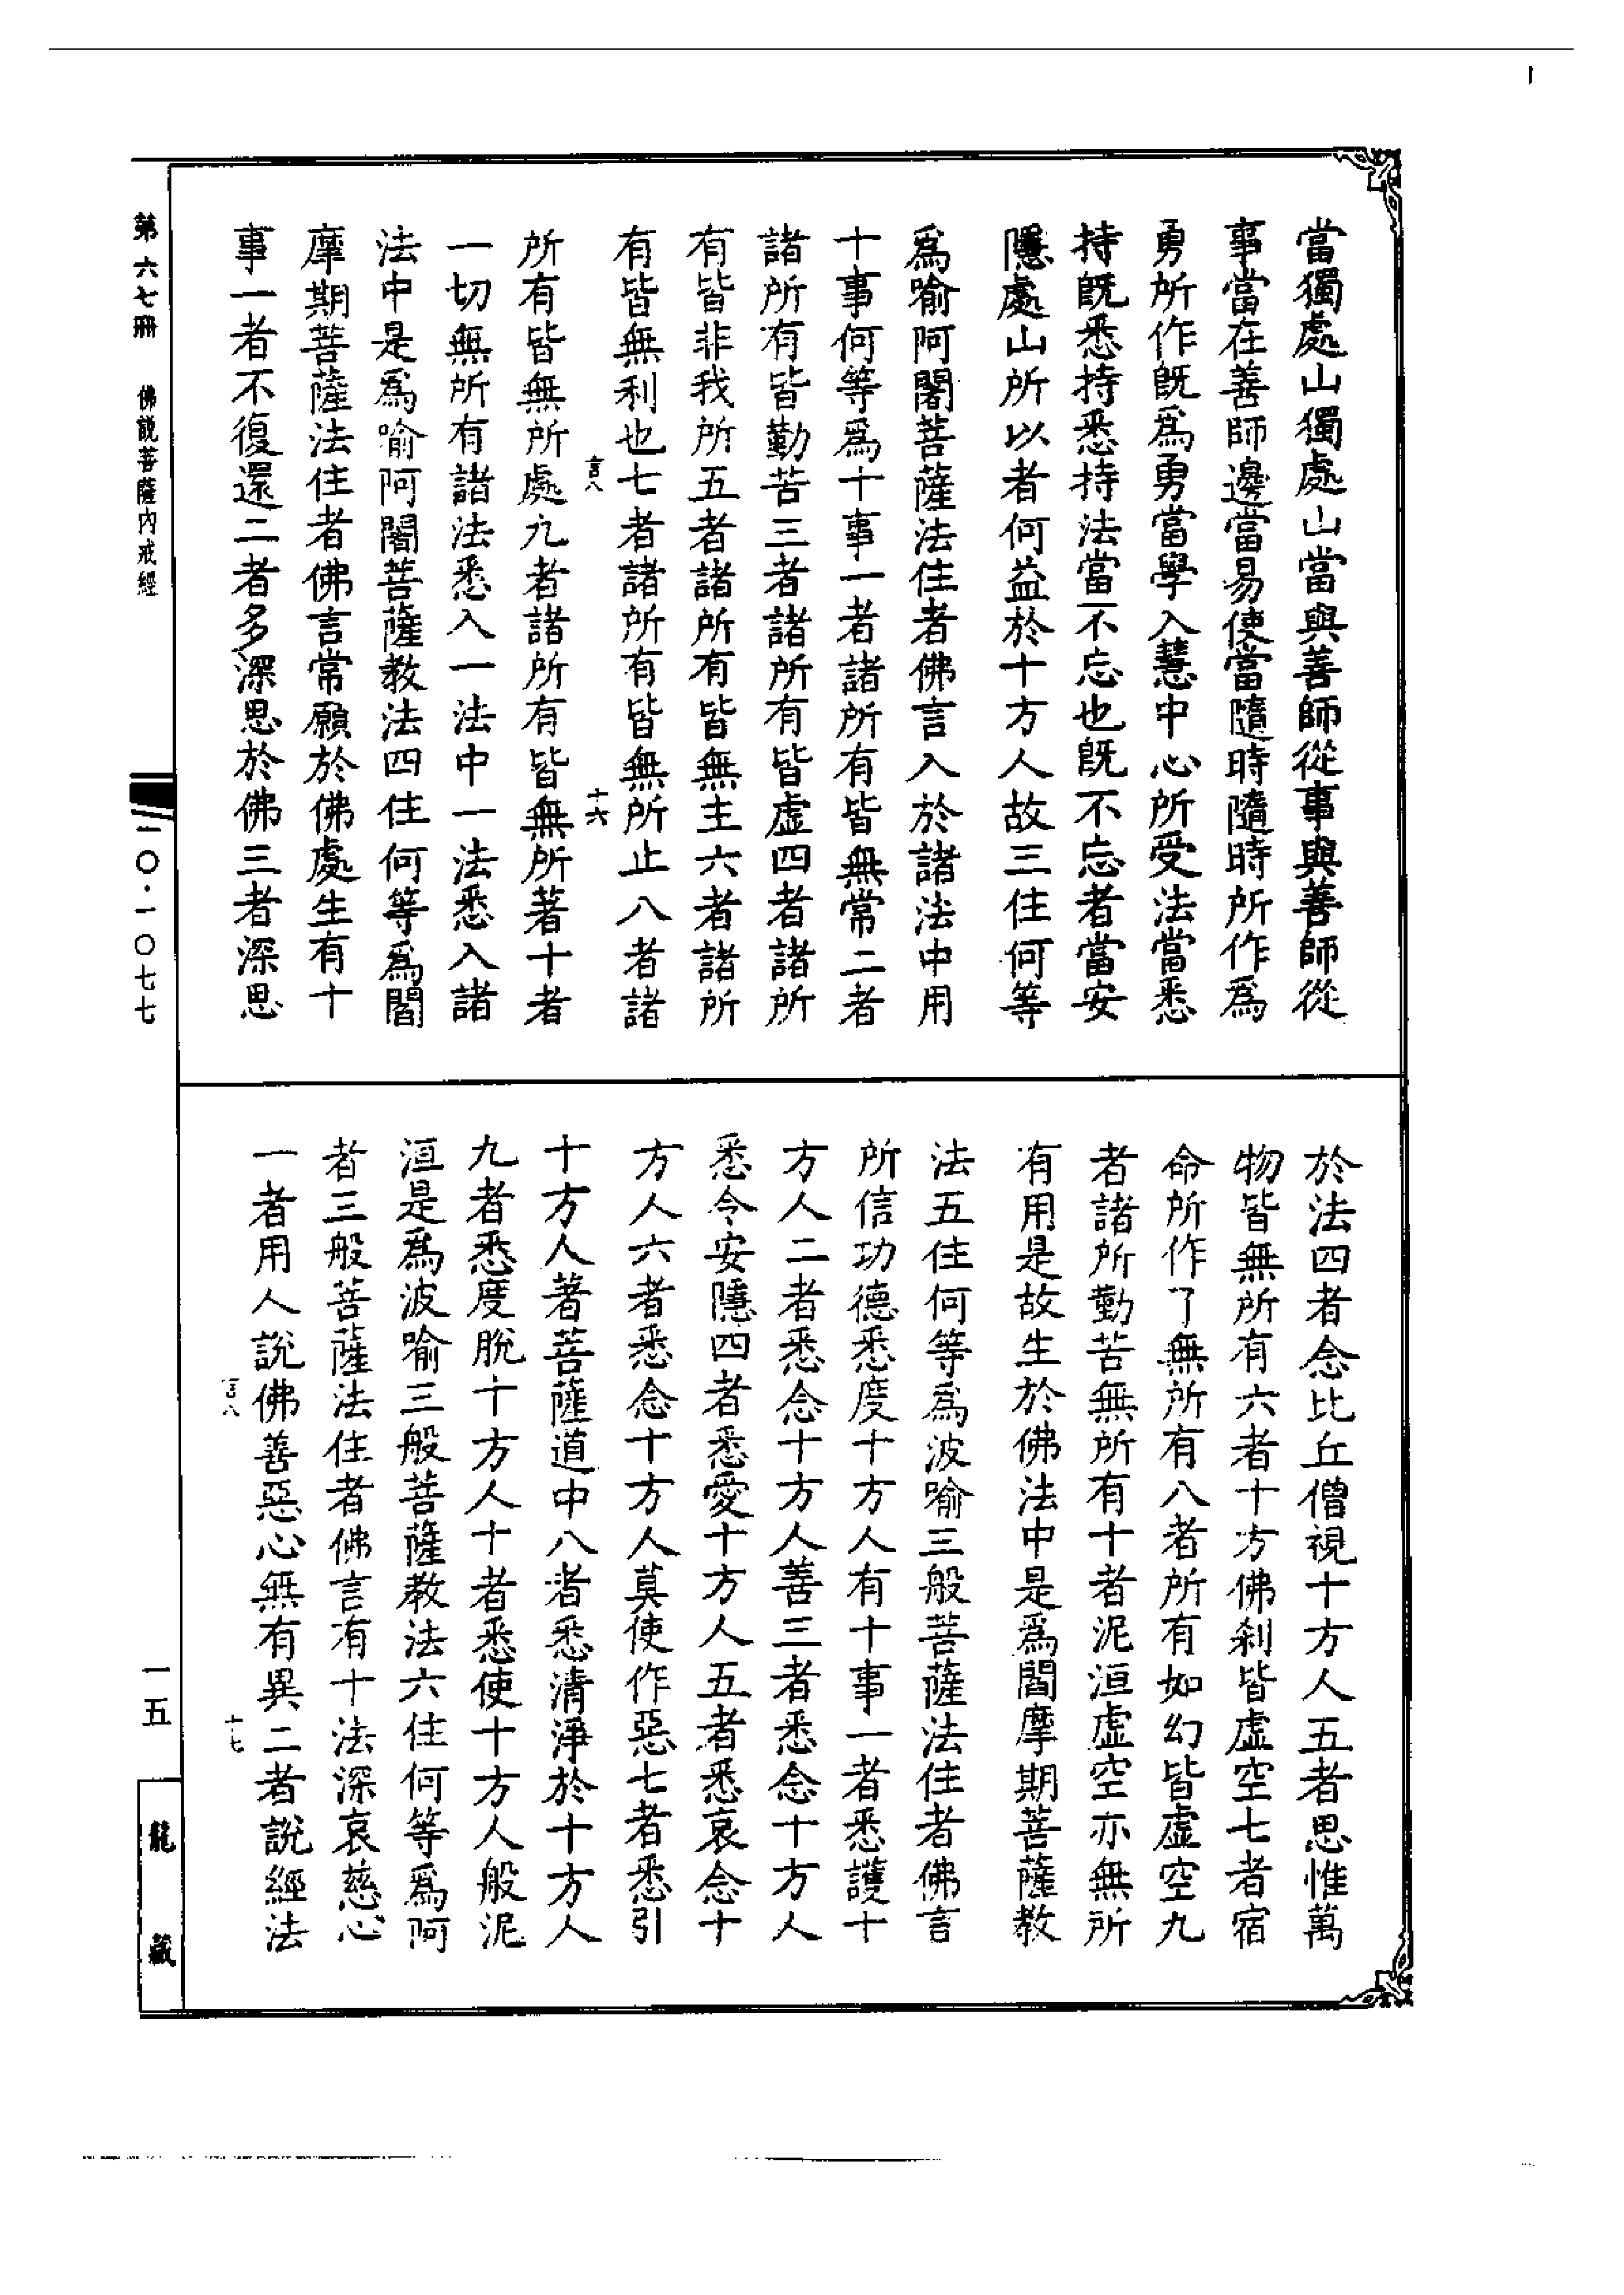 當獨處山獨處山當與善師從事與善師從
事當在善師邊當易使當隨時隨時所作爲
勇所作既爲勇當學入慧中心所受法當悉
持既悉持悉持法當不忘也既不忘者當安
隱處山所以者何益於十方人故三住何等
爲喻阿闍菩薩法住者佛言入於諸法中用
十事何等爲十事一者諸所有皆無常二者
諸所有皆勤苦三者諸所有皆虛四者諸所
有皆非我所五者諸所有皆無主六者諸所
有皆無利也七者諸所有皆無所止八者諸
言八 十六
所有皆無所處九者諸所有皆無所著十者
一切無所有諸法悉入一法中一法悉入諸
法中是爲喻阿闍菩薩教法四住何等爲閻
摩期菩薩法住者佛言常願於佛處生有十
事一者不復還二者多深思於佛三者深思
於法四者念比丘僧視十方人五者思惟萬
物皆無所有六者十方佛刹皆虛空七者宿
命所作了無所有八者所有如幻皆虛空九
者諸所勤苦無所有十者泥洹虛空亦無所
有用是故生於佛法中是爲閻摩期菩薩教
法五住何等爲波喻三般菩薩法住者佛言
所信功德悉度十方人有十事一者悉護十
方人二者悉念十方人善三者悉念十方人
悉令安隱四者悉愛十方人五者悉哀念十
方人六者悉念十方人莫使作惡七者悉引
十方人著菩薩道中八者悉清淨於十方人
九者悉度脫十方人十者悉使十方人般泥
洹是爲波喻三般菩薩教法六住何等爲阿
者三般菩薩法住者佛言有十法深哀慈心
一者用人說佛善惡心無有異二者說經法
言八 十七
第六七冊 佛說菩薩內戒經
一〇·一〇七七
一五
龍藏